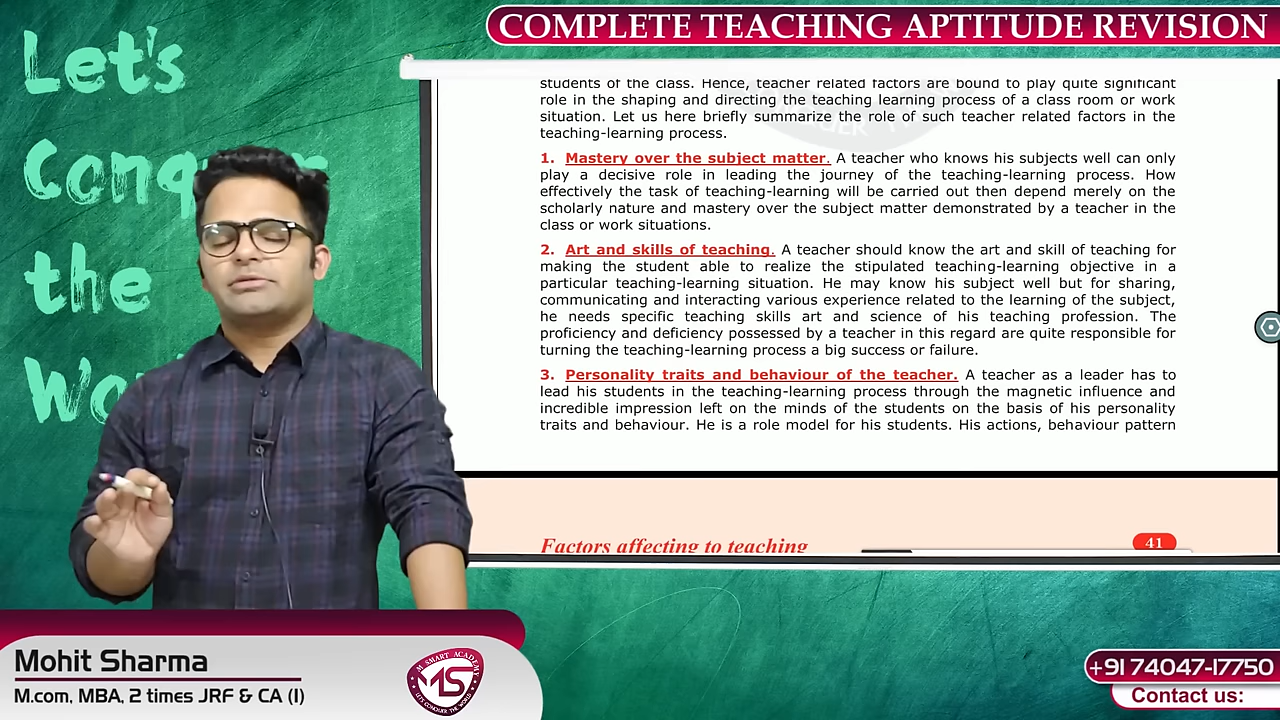 COMPLETE TEACHING APTITUDE REVISION
Let's
the
students of the class. Hence, teacher related factors are bound to play quite significant
role in the shaping and directing the teaching learning process of a class room or work
situation. Let us here briefly summarize the role of such teacher related factors in the
teaching-learning process.
1. Mastery over the subject matter. A teacher who knows his subjects well can only
play a decisive role in leading the journey of the teaching-learning process. How
effectively the task of teaching-learning will be carried out then depend merely on the
scholarly nature and mastery over the subject matter demonstrated by a teacher in the
class or work situations.
2. Art and skills of teaching. A teacher should know the art and skill of teaching for
making the student able to realize the stipulated teaching-learning objective in a
particular teaching-learning situation. He may know his subject well but for sharing,
communicating and interacting various experience related to the learning of the subject,
he needs specific teaching skills art and science of his teaching profession. The
proficiency and deficiency possessed by a teacher in this regard are quite responsible for
turning the teaching-learning process a big success or failure.
3. Personality traits and behaviour of the teacher. A teacher as a leader has to
lead his students in the teaching-learning process through the magnetic influence and
incredible impression left on the minds of the students on the basis of his personality
traits and behaviour. He is a role model for his students. His actions, behaviour pattern
Factors affecting to teaching
41
Mohit Sharma
M.com, MBA, 2 times JRF & CA (I)
M SMART ACADEMY
MS
LET'S CONQUER THE WORLD
+91 74047-17750
Contact us: